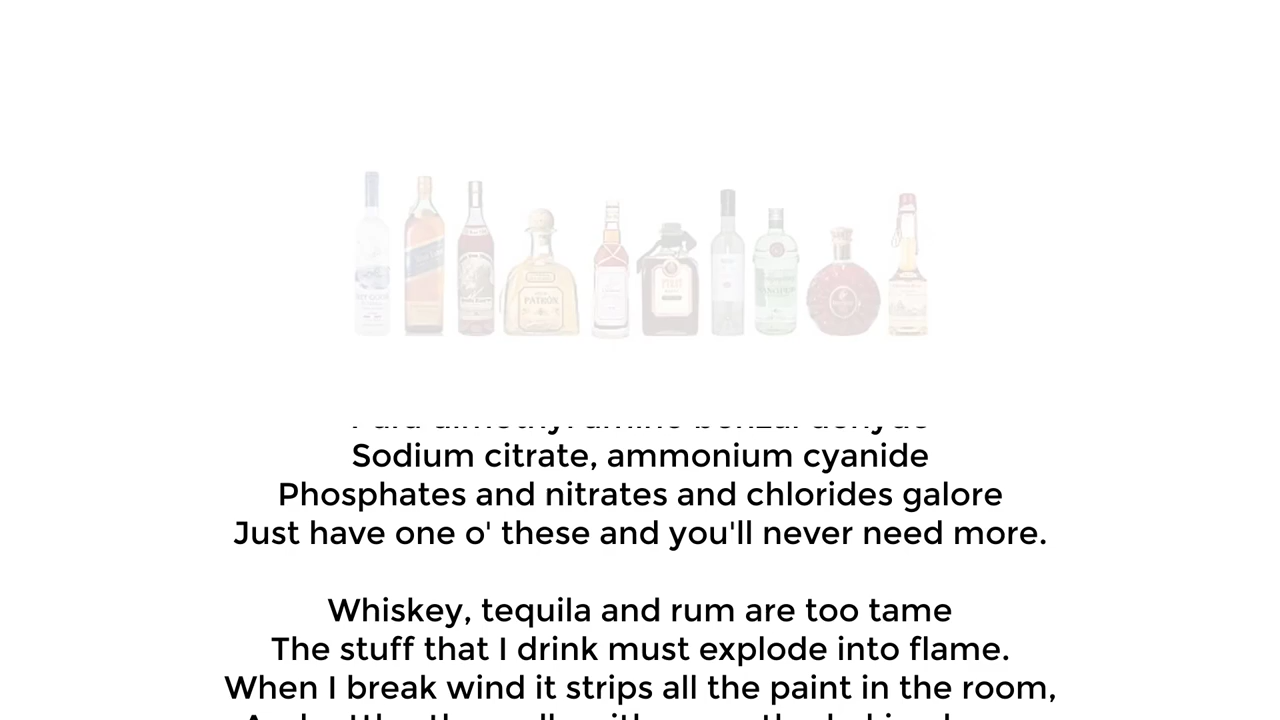 PATRÓN
Sodium citrate, ammonium cyanide
Phosphates and nitrates and chlorides galore
Just have one o' these and you'll never need more.
Whiskey, tequila and rum are too tame
The stuff that I drink must explode into flame.
When I break wind it strips all the paint in the room,